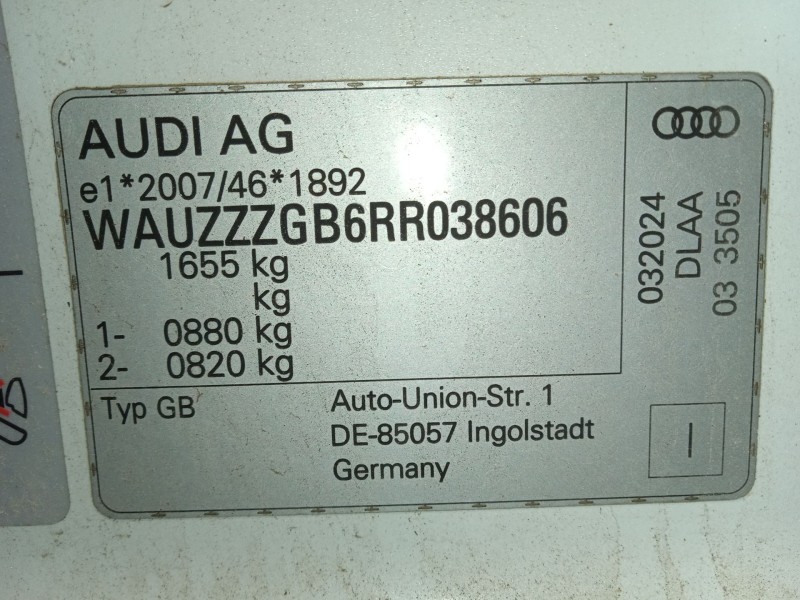 AUDI AG
e1*2007/46*1892
WAUZZZGB6RR038606
1655 kg
kg
1- 0880 kg
2- 0820 kg
Typ GB
Auto-Union-Str. 1
DE-85057 Ingolstadt
Germany
032024
DLAA
03 3505
I